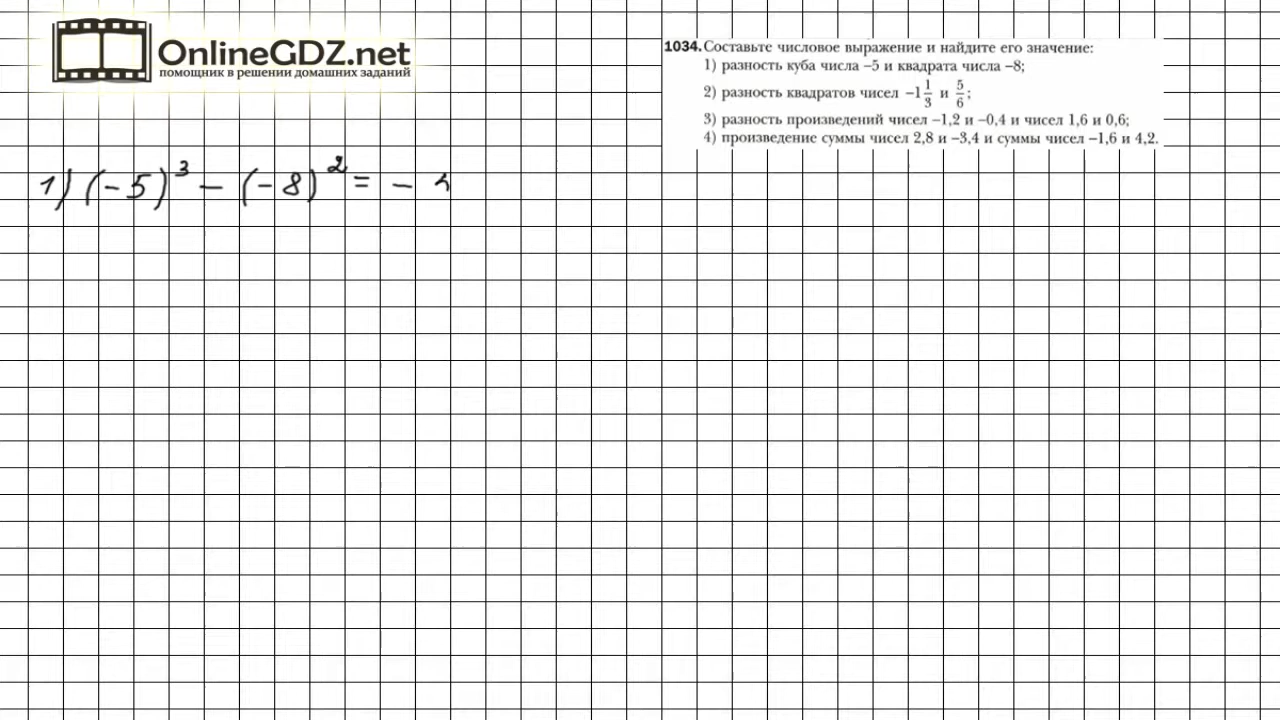 OnlineGDZ.net
помощник в решении домашних заданий
1034. Составьте числовое выражение и найдите его значение:
1) разность куба числа –5 и квадрата числа –8;
2) разность квадратов чисел –1 1/3 и 5/6;
3) разность произведений чисел –1,2 и –0,4 и чисел 1,6 и 0,6;
4) произведение суммы чисел 2,8 и –3,4 и суммы чисел –1,6 и 4,2.
1) (-5)³ - (-8)² = -